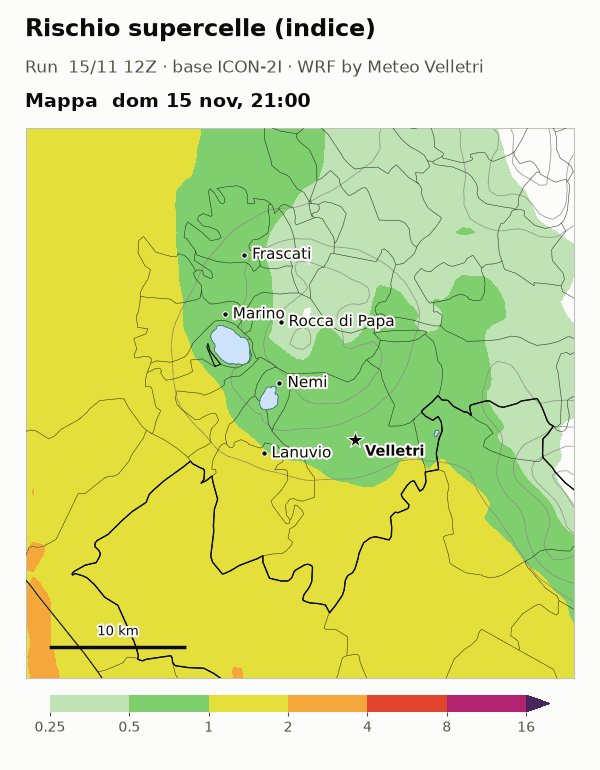 Rischio supercelle (indice)
Run  15/11 12Z · base ICON-2I · WRF by Meteo Velletri
Mappa  dom 15 nov, 21:00
Frascati
Marino
Rocca di Papa
Nemi
Velletri
Lanuvio
10 km
0.25 0.5 1 2 4 8 16